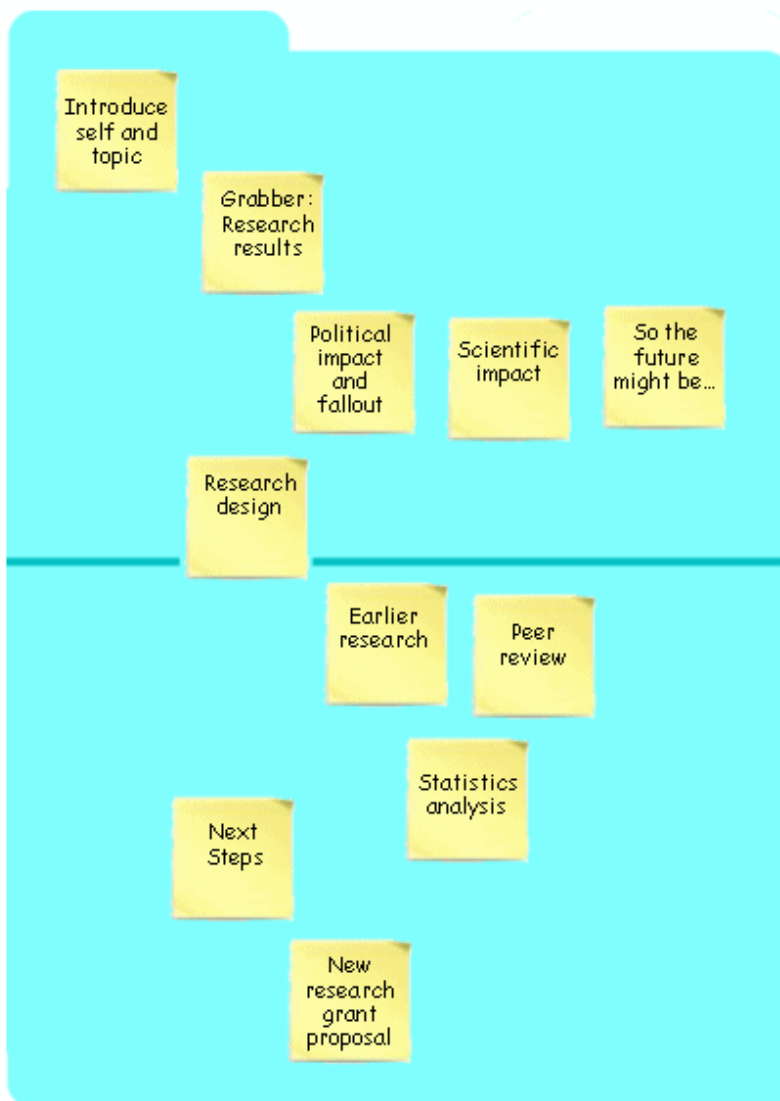 Introduce
self and
topic
Grabber:
Research
results
Political
impact
and
fallout
Scientific
impact
So the
future
might be...
Research
design
Earlier
research
Peer
review
Statistics
analysis
Next
Steps
New
research
grant
proposal